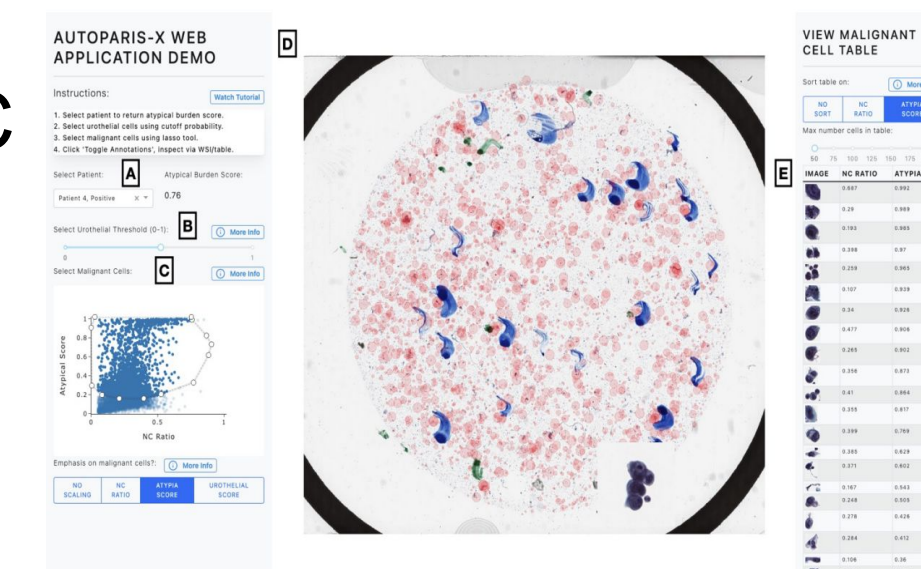 C
AUTOPARIS-X WEB
APPLICATION DEMO
Instructions:
Watch Tutorial
1. Select patient to return atypical burden score.
2. Select urothelial cells using cutoff probability.
3. Select malignant cells using lasso tool.
4. Click 'Toggle Annotations', inspect via WSI/table.
Select Patient:
A
Atypical Burden Score:
Patient 4, Positive
0.76
Select Urothelial Threshold (0-1):
B
More Info
0
1
Select Malignant Cells:
C
More Info
Atypical Score
1
0.8
0.6
0.4
0.2
0
0
0.5
1
NC Ratio
Emphasis on malignant cells?:
More Info
NO SCALING
NC RATIO
ATYPIA SCORE
UROTHELIAL SCORE
D
VIEW MALIGNANT
CELL TABLE
Sort table on:
More
NO SORT
NC RATIO
ATYPIA SCORE
Max number cells in table:
50 75 100 125 150 175
E
IMAGE NC RATIO ATYPIA
0.687 0.992
0.29 0.989
0.193 0.985
0.398 0.97
0.259 0.965
0.107 0.939
0.34 0.926
0.477 0.906
0.265 0.902
0.356 0.873
0.41 0.864
0.355 0.817
0.399 0.769
0.385 0.629
0.371 0.602
0.167 0.543
0.248 0.505
0.278 0.426
0.284 0.412
0.106 0.36